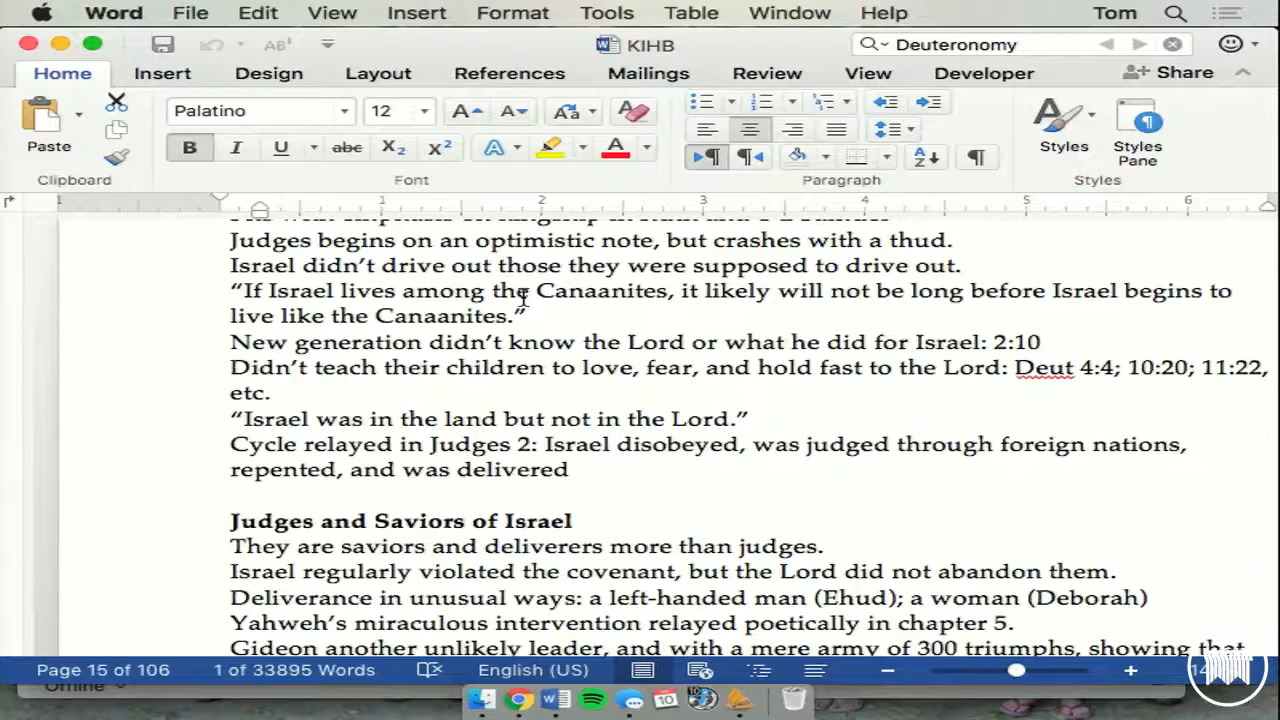 Word File Edit View Insert Format Tools Table Window Help Tom
KIHB Deuteronomy
Home Insert Design Layout References Mailings Review View Developer Share
Palatino 12
Paste Styles Styles Pane
Clipboard Font Paragraph Styles
1 1 2 3 4 5 6
Judges begins on an optimistic note, but crashes with a thud.
Israel didn’t drive out those they were supposed to drive out.
“If Israel lives among the Canaanites, it likely will not be long before Israel begins to
live like the Canaanites.”
New generation didn’t know the Lord or what he did for Israel: 2:10
Didn’t teach their children to love, fear, and hold fast to the Lord: Deut 4:4; 10:20; 11:22,
etc.
“Israel was in the land but not in the Lord.”
Cycle relayed in Judges 2: Israel disobeyed, was judged through foreign nations,
repented, and was delivered
Judges and Saviors of Israel
They are saviors and deliverers more than judges.
Israel regularly violated the covenant, but the Lord did not abandon them.
Deliverance in unusual ways: a left-handed man (Ehud); a woman (Deborah)
Yahweh’s miraculous intervention relayed poetically in chapter 5.
Gideon another unlikely leader, and with a mere army of 300 triumphs, showing that
Page 15 of 106 1 of 33895 Words English (US)
Offline